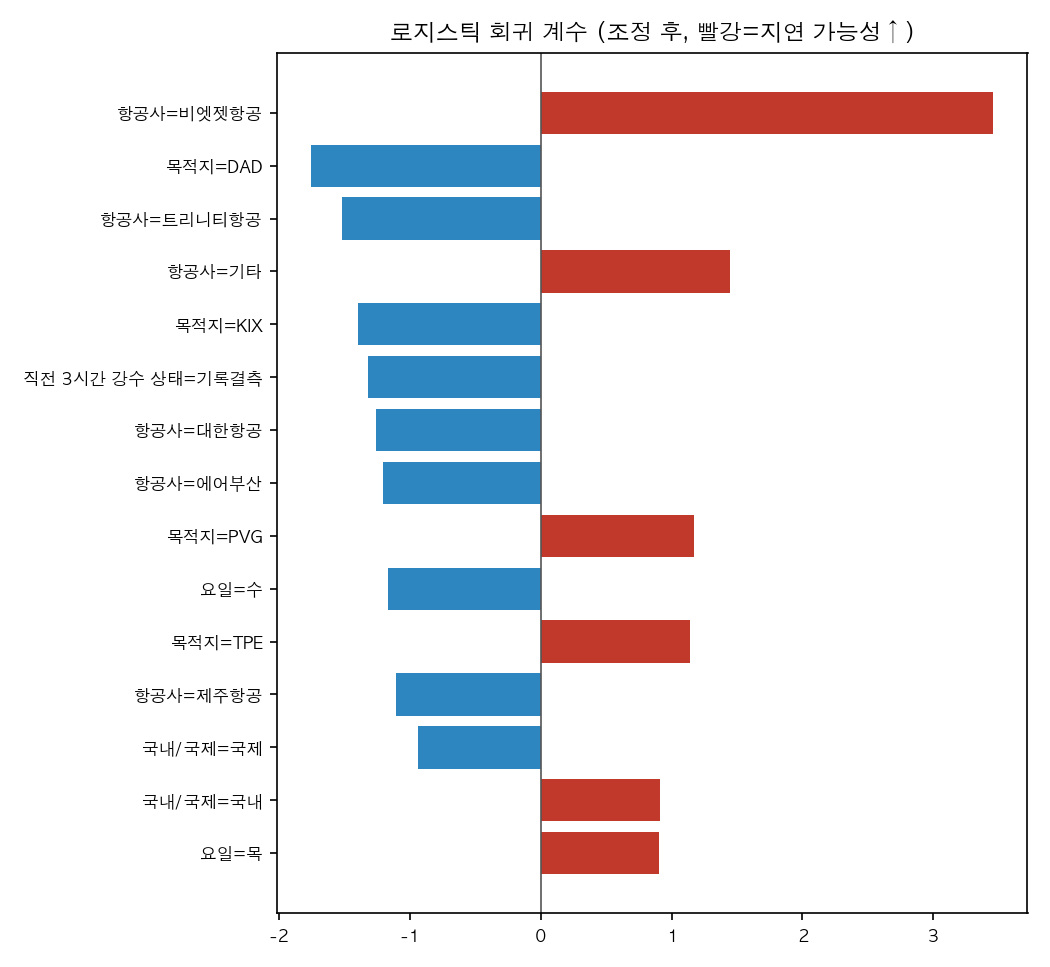 로지스틱 회귀 계수 (조정 후, 빨강=지연 가능성↑)
항공사=비엣젯항공
목적지=DAD
항공사=트리니티항공
항공사=기타
목적지=KIX
직전 3시간 강수 상태=기록결측
항공사=대한항공
항공사=에어부산
목적지=PVG
요일=수
목적지=TPE
항공사=제주항공
국내/국제=국제
국내/국제=국내
요일=목
-2 -1 0 1 2 3